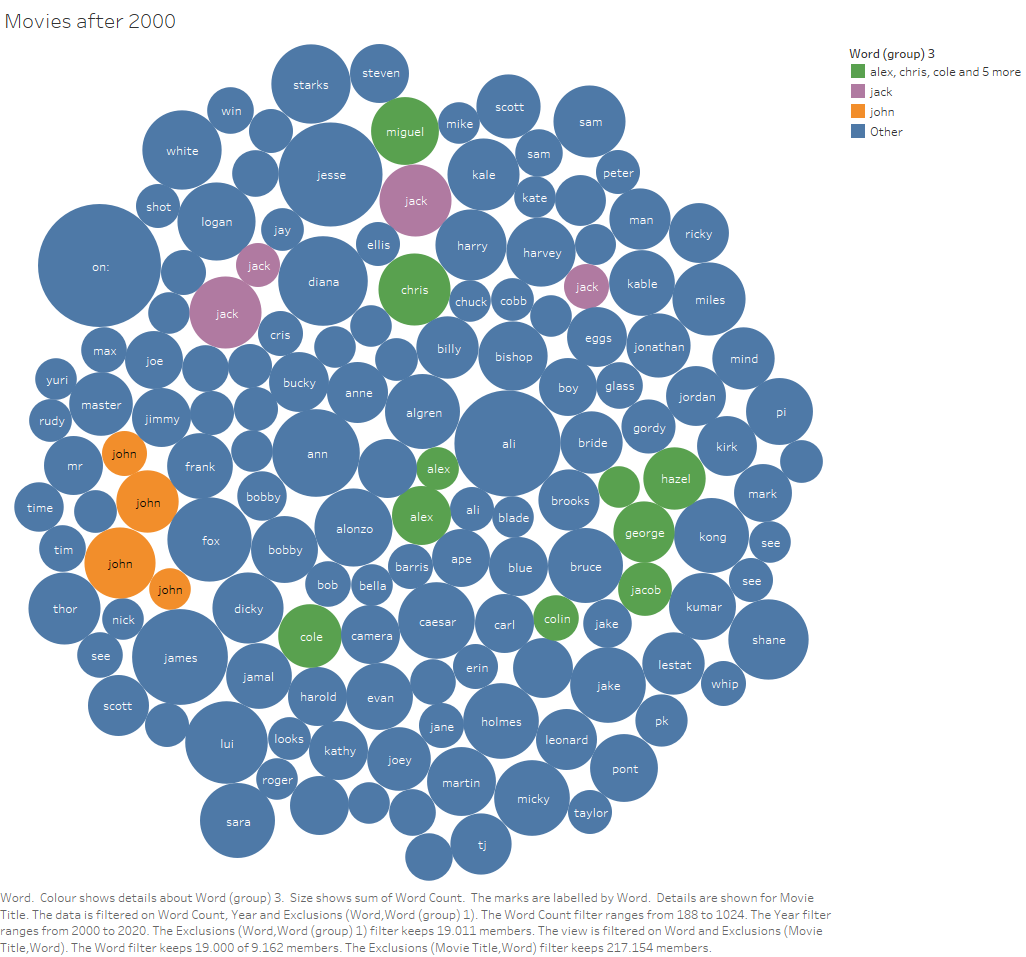 Movies after 2000
Word (group) 3
alex, chris, cole and 5 more
jack
john
Other
steven
starks
scott
win
sam
mike
miguel
white
sam
peter
jesse
kale
kate
jack
shot
man
logan
jay
ricky
ellis
harry
harvey
on:
jack
diana
kable
jack
chris
miles
chuck
cobb
jack
cris
eggs
billy
jonathan
max
bishop
mind
joe
yuri
bucky
glass
boy
anne
jordan
master
pi
algren
jimmy
rudy
gordy
ali
bride
kirk
ann
john
mr
frank
alex
hazel
mark
bobby
brooks
john
time
ali
alex
blade
alonzo
george
kong
fox
see
tim
bobby
ape
john
barris
blue
bruce
see
bob
bella
john
jacob
kumar
thor
dicky
nick
colin
caesar
carl
jake
cole
camera
shane
see
james
lestat
erin
jamal
whip
jake
harold
evan
scott
pk
holmes
jane
looks
leonard
lui
kathy
joey
pont
roger
martin
micky
taylor
sara
tj
Word.  Colour shows details about Word (group) 3.  Size shows sum of Word Count.  The marks are labelled by Word.  Details are shown for Movie
Title. The data is filtered on Word Count, Year and Exclusions (Word,Word (group) 1). The Word Count filter ranges from 188 to 1024. The Year filter
ranges from 2000 to 2020. The Exclusions (Word,Word (group) 1) filter keeps 19.011 members. The view is filtered on Word and Exclusions (Movie
Title,Word). The Word filter keeps 19.000 of 9.162 members. The Exclusions (Movie Title,Word) filter keeps 217.154 members.